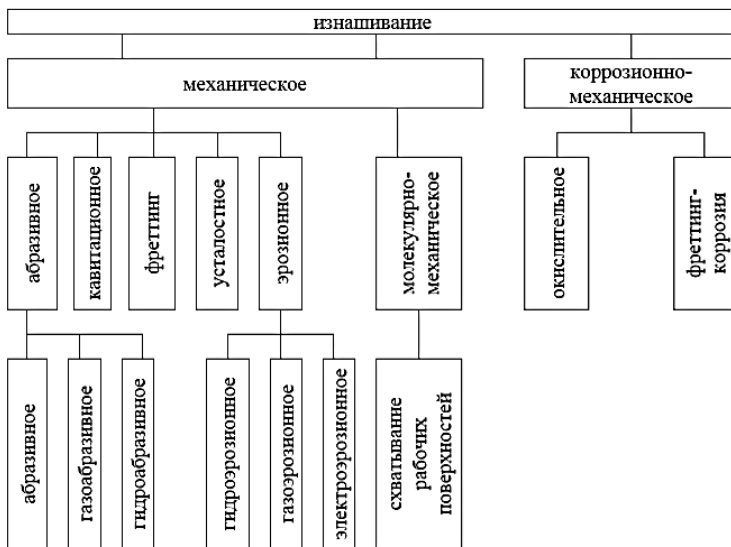 изнашивание
механическое
коррозионно-
механическое
абразивное
кавитационное
фреттинг
усталостное
эрозионное
молекулярно-
механическое
окислительное
фреттинг-
коррозия
абразивное
газоабразивное
гидроабразивное
гидроэрозионное
газоэрозионное
электроэрозионное
схватывание
рабочих
поверхностей